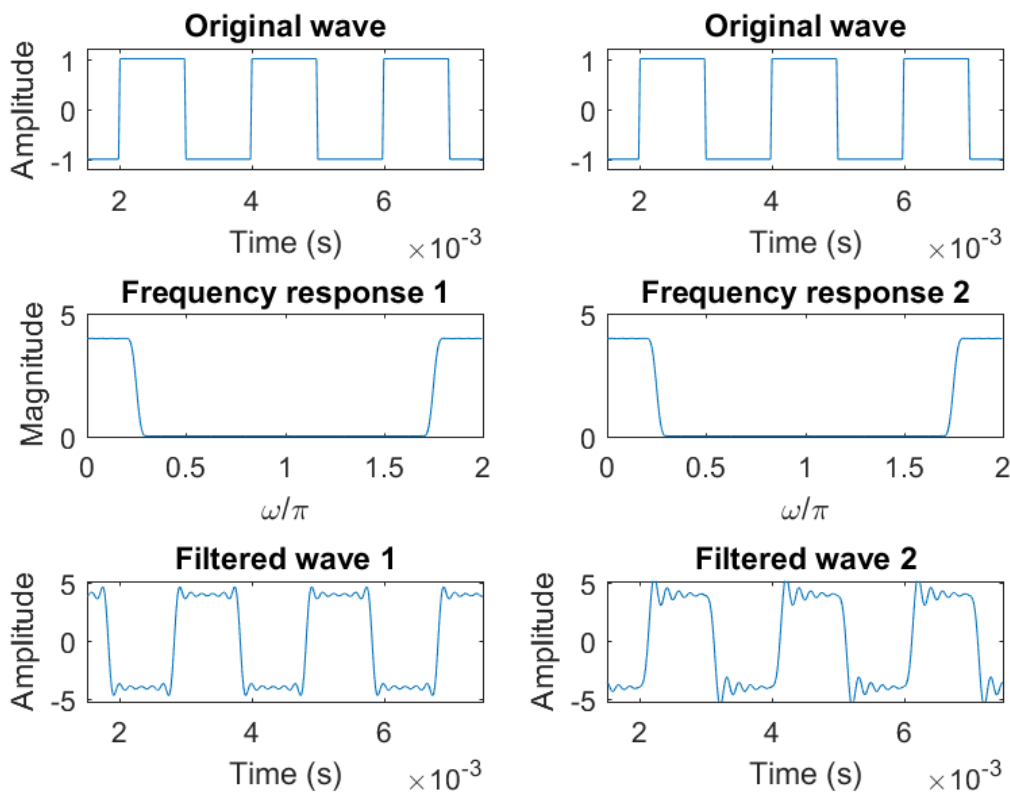 Original wave
Amplitude
1
0
-1
2
4
6
Time (s)
×10-3
Original wave
1
0
-1
2
4
6
Time (s)
×10-3
Frequency response 1
Magnitude
5
0
0
0.5
1
1.5
2
ω/π
Frequency response 2
5
0
0
0.5
1
1.5
2
ω/π
Filtered wave 1
Amplitude
5
0
-5
2
4
6
Time (s)
×10-3
Filtered wave 2
Amplitude
5
0
-5
2
4
6
Time (s)
×10-3